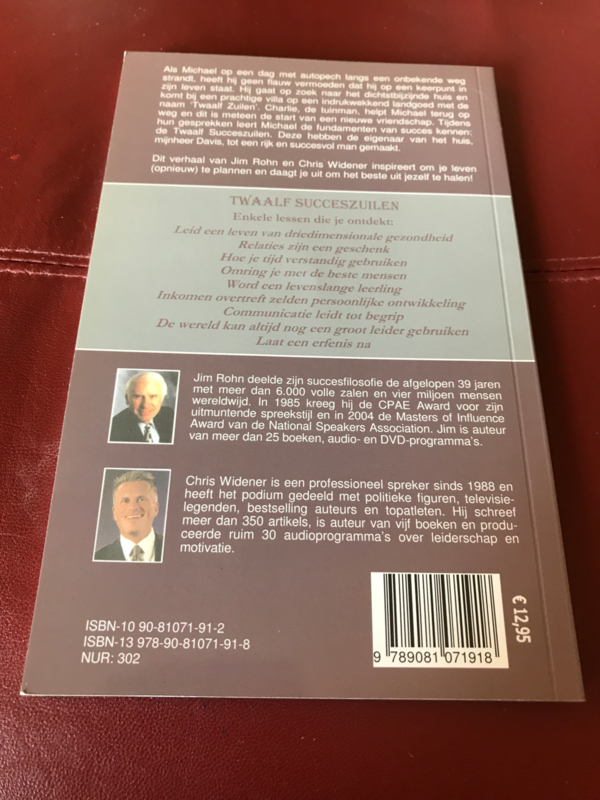 Als Michael op een dag met autopech langs een onbekende weg
strandt, heeft hij geen flauw vermoeden dat hij op een keerpunt in
zijn leven staat. Hij gaat op zoek naar het dichtstbijzijnde huis en
komt bij een prachtige villa op een indrukwekkend landgoed met de
naam 'Twaalf Zuilen'. Charlie, de tuinman, helpt Michael terug op
weg en dit is meteen de start van een nieuwe vriendschap. Tijdens
hun gesprekken leert Michael de fundamenten van succes kennen:
de Twaalf Succeszuilen. Deze hebben de eigenaar van het huis,
mijnheer Davis, tot een rijk en succesvol man gemaakt.
Dit verhaal van Jim Rohn en Chris Widener inspireert om je leven
(opnieuw) te plannen en daagt je uit om het beste uit jezelf te halen!
TWAALF SUCCESZUILEN
Enkele lessen die je ontdekt:
Leid een leven van driedimensionale gezondheid
Relaties zijn een geschenk
Hoe je tijd verstandig gebruiken
Omring je met de beste mensen
Word een levenslange leerling
Inkomen overtreft zelden persoonlijke ontwikkeling
Communicatie leidt tot begrip
De wereld kan altijd nog een groot leider gebruiken
Laat een erfenis na
Jim Rohn deelde zijn succesfilosofie de afgelopen 39 jaren
met meer dan 6.000 volle zalen en vier miljoen mensen
wereldwijd. In 1985 kreeg hij de CPAE Award voor zijn
uitmuntende spreekstijl en in 2004 de Masters of Influence
Award van de National Speakers Association. Jim is auteur
van meer dan 25 boeken, audio- en DVD-programma's.
Chris Widener is een professioneel spreker sinds 1988 en
heeft het podium gedeeld met politieke figuren, televisie-
legenden, bestselling auteurs en topatleten. Hij schreef
meer dan 350 artikels, is auteur van vijf boeken en produ-
ceerde ruim 30 audioprogramma's over leiderschap en
motivatie.
ISBN-10 90-81071-91-2
ISBN-13 978-90-81071-91-8
NUR: 302
9 789081 071918
€ 12,95